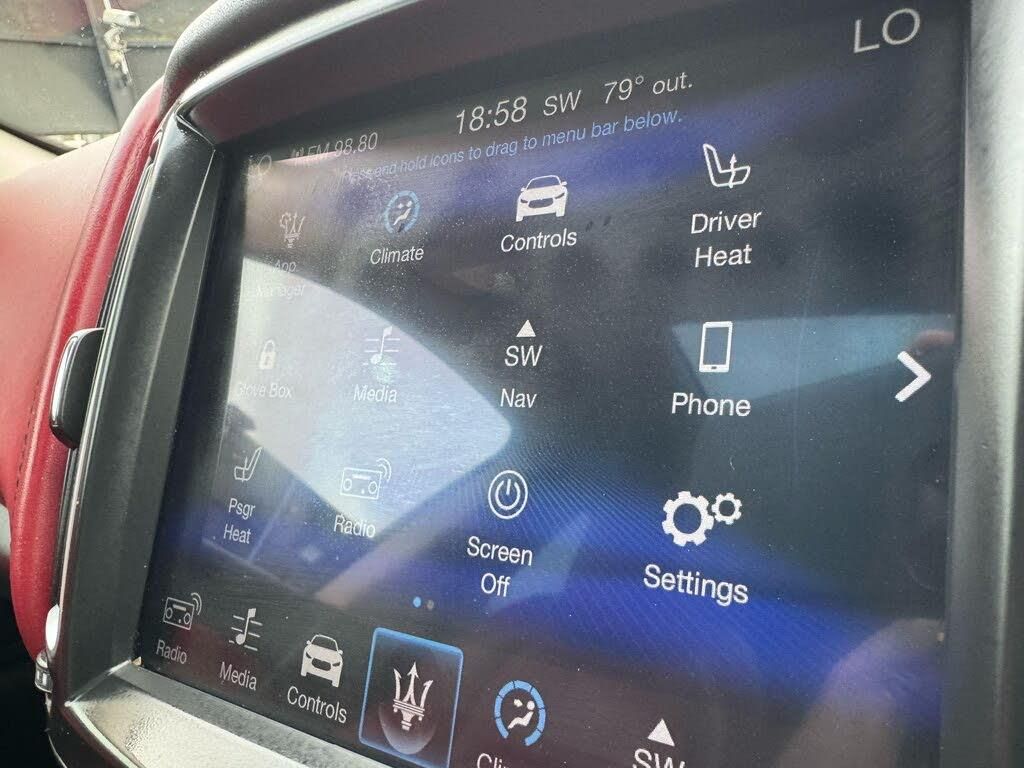 LO
18:58 SW 79° out.
LO FM 98.80
Press and hold icons to drag to menu bar below.
App
Manager
Climate
Controls
Driver
Heat
Glove Box
Media
SW
Nav
Phone
Psgr
Heat
Radio
Screen
Off
Settings
Radio
Media
Controls
SW